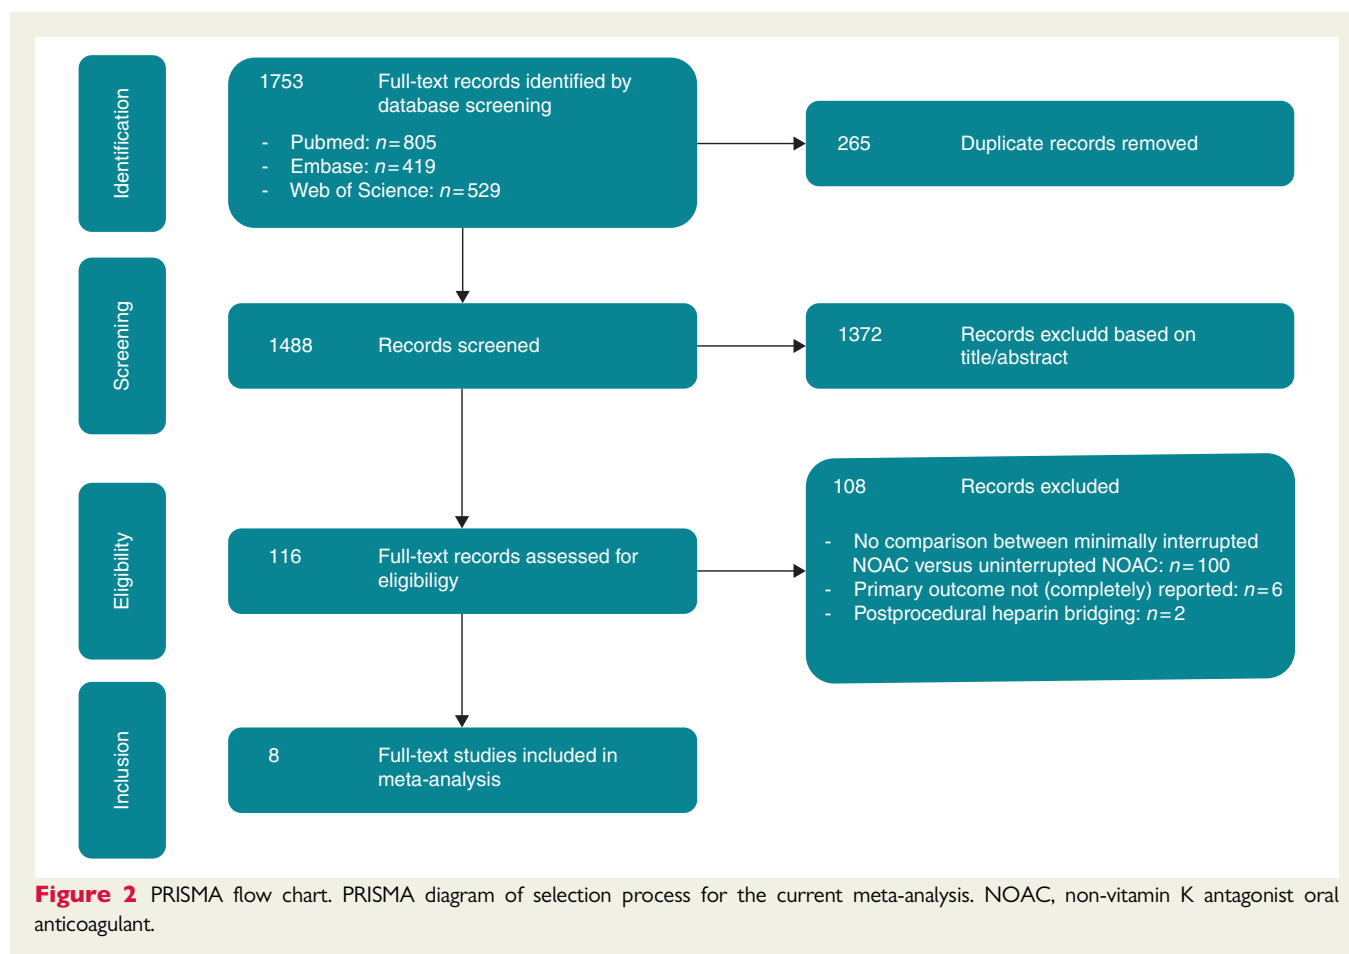 Identification
1753 Full-text records identified by
database screening
- Pubmed: n=805
- Embase: n=419
- Web of Science: n=529
265 Duplicate records removed
Screening
1488 Records screened
1372 Records excludd based on
title/abstract
Eligibility
116 Full-text records assessed for
eligibiligy
108 Records excluded
- No comparison between minimally interrupted
NOAC versus uninterrupted NOAC: n=100
- Primary outcome not (completely) reported: n=6
- Postprocedural heparin bridging: n=2
Inclusion
8 Full-text studies included in
meta-analysis
Figure 2 PRISMA flow chart. PRISMA diagram of selection process for the current meta-analysis. NOAC, non-vitamin K antagonist oral
anticoagulant.